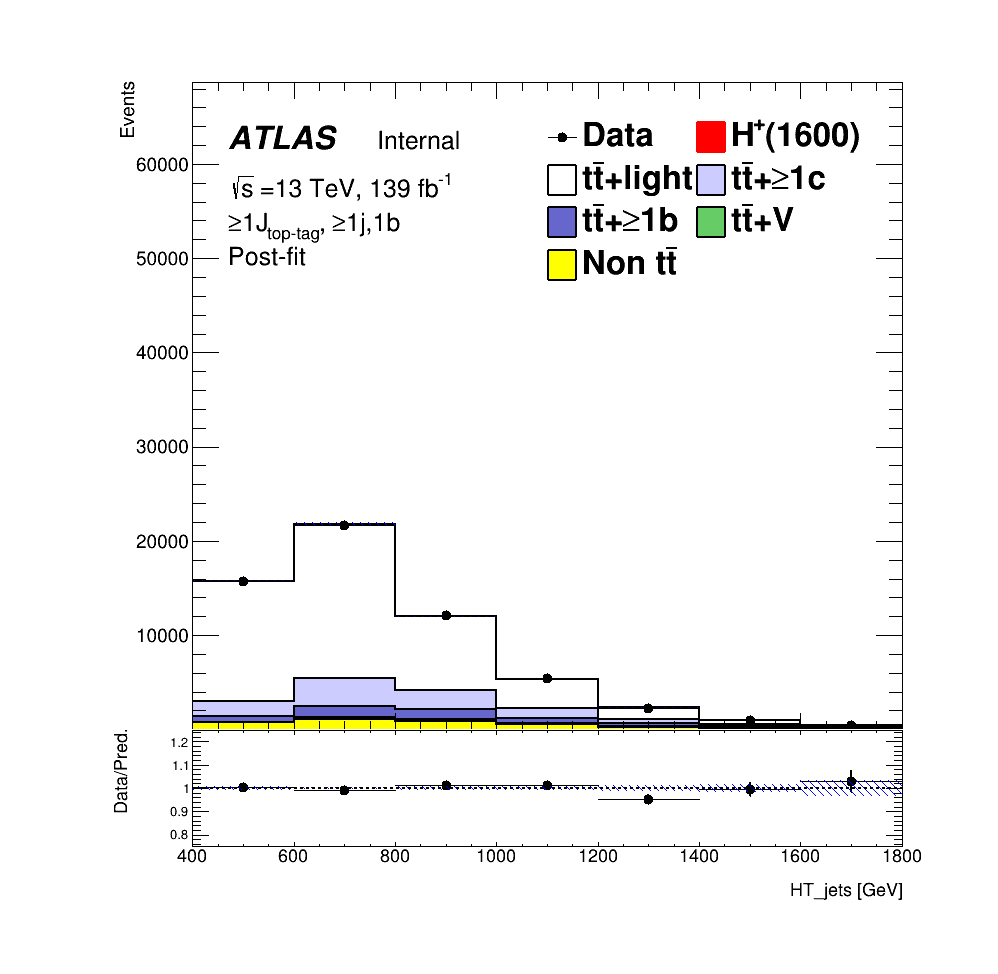 Events
60000
50000
40000
30000
20000
10000
ATLAS Internal
√s =13 TeV, 139 fb⁻¹
≥1J_top-tag, ≥1j,1b
Post-fit
Data H⁺(1600)
tt̄+light tt̄+≥1c
tt̄+≥1b tt̄+V
Non tt̄
Data/Pred.
1.2
1.1
1
0.9
0.8
400 600 800 1000 1200 1400 1600 1800
HT_jets [GeV]